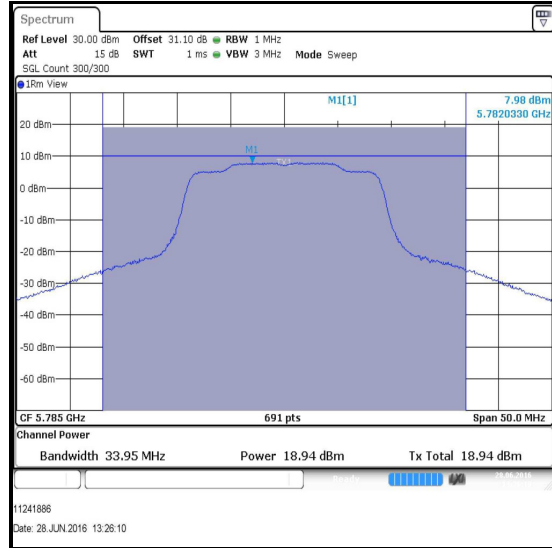 Spectrum
Ref Level 30.00 dBm Offset 31.10 dB RBW 1 MHz
Att 15 dB SWT 1 ms VBW 3 MHz Mode Sweep
SGL Count 300/300
1Rm View
M1[1] 7.98 dBm
5.7820330 GHz
20 dBm
M1
10 dBm
0 dBm
-10 dBm
-20 dBm
-30 dBm
-40 dBm
-50 dBm
-60 dBm
CF 5.785 GHz 691 pts Span 50.0 MHz
Channel Power
Bandwidth 33.95 MHz Power 18.94 dBm Tx Total 18.94 dBm
28.06.2016
11241886
Date: 28.JUN.2016 13:26:10